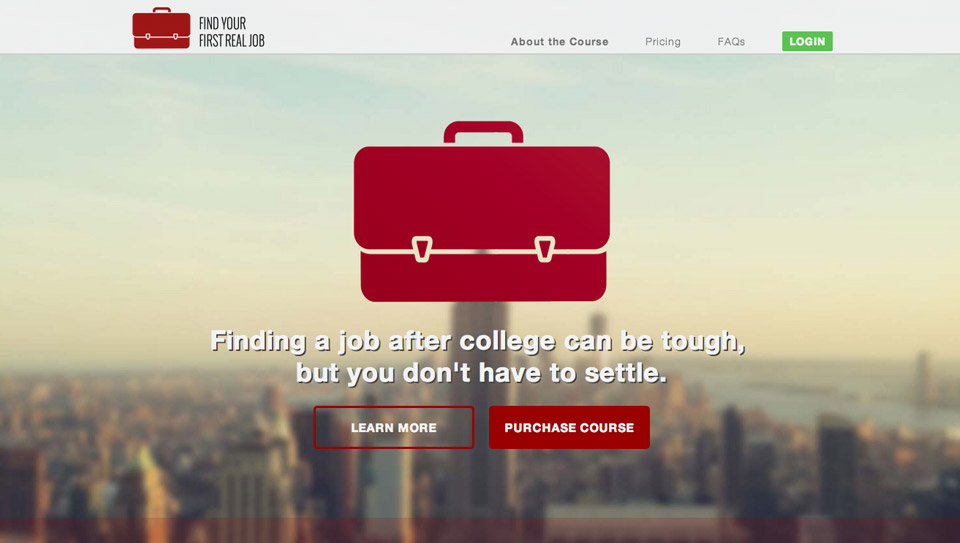 FIND YOUR
FIRST REAL JOB
About the Course
Pricing
FAQs
LOGIN
Finding a job after college can be tough,
but you don't have to settle.
LEARN MORE
PURCHASE COURSE